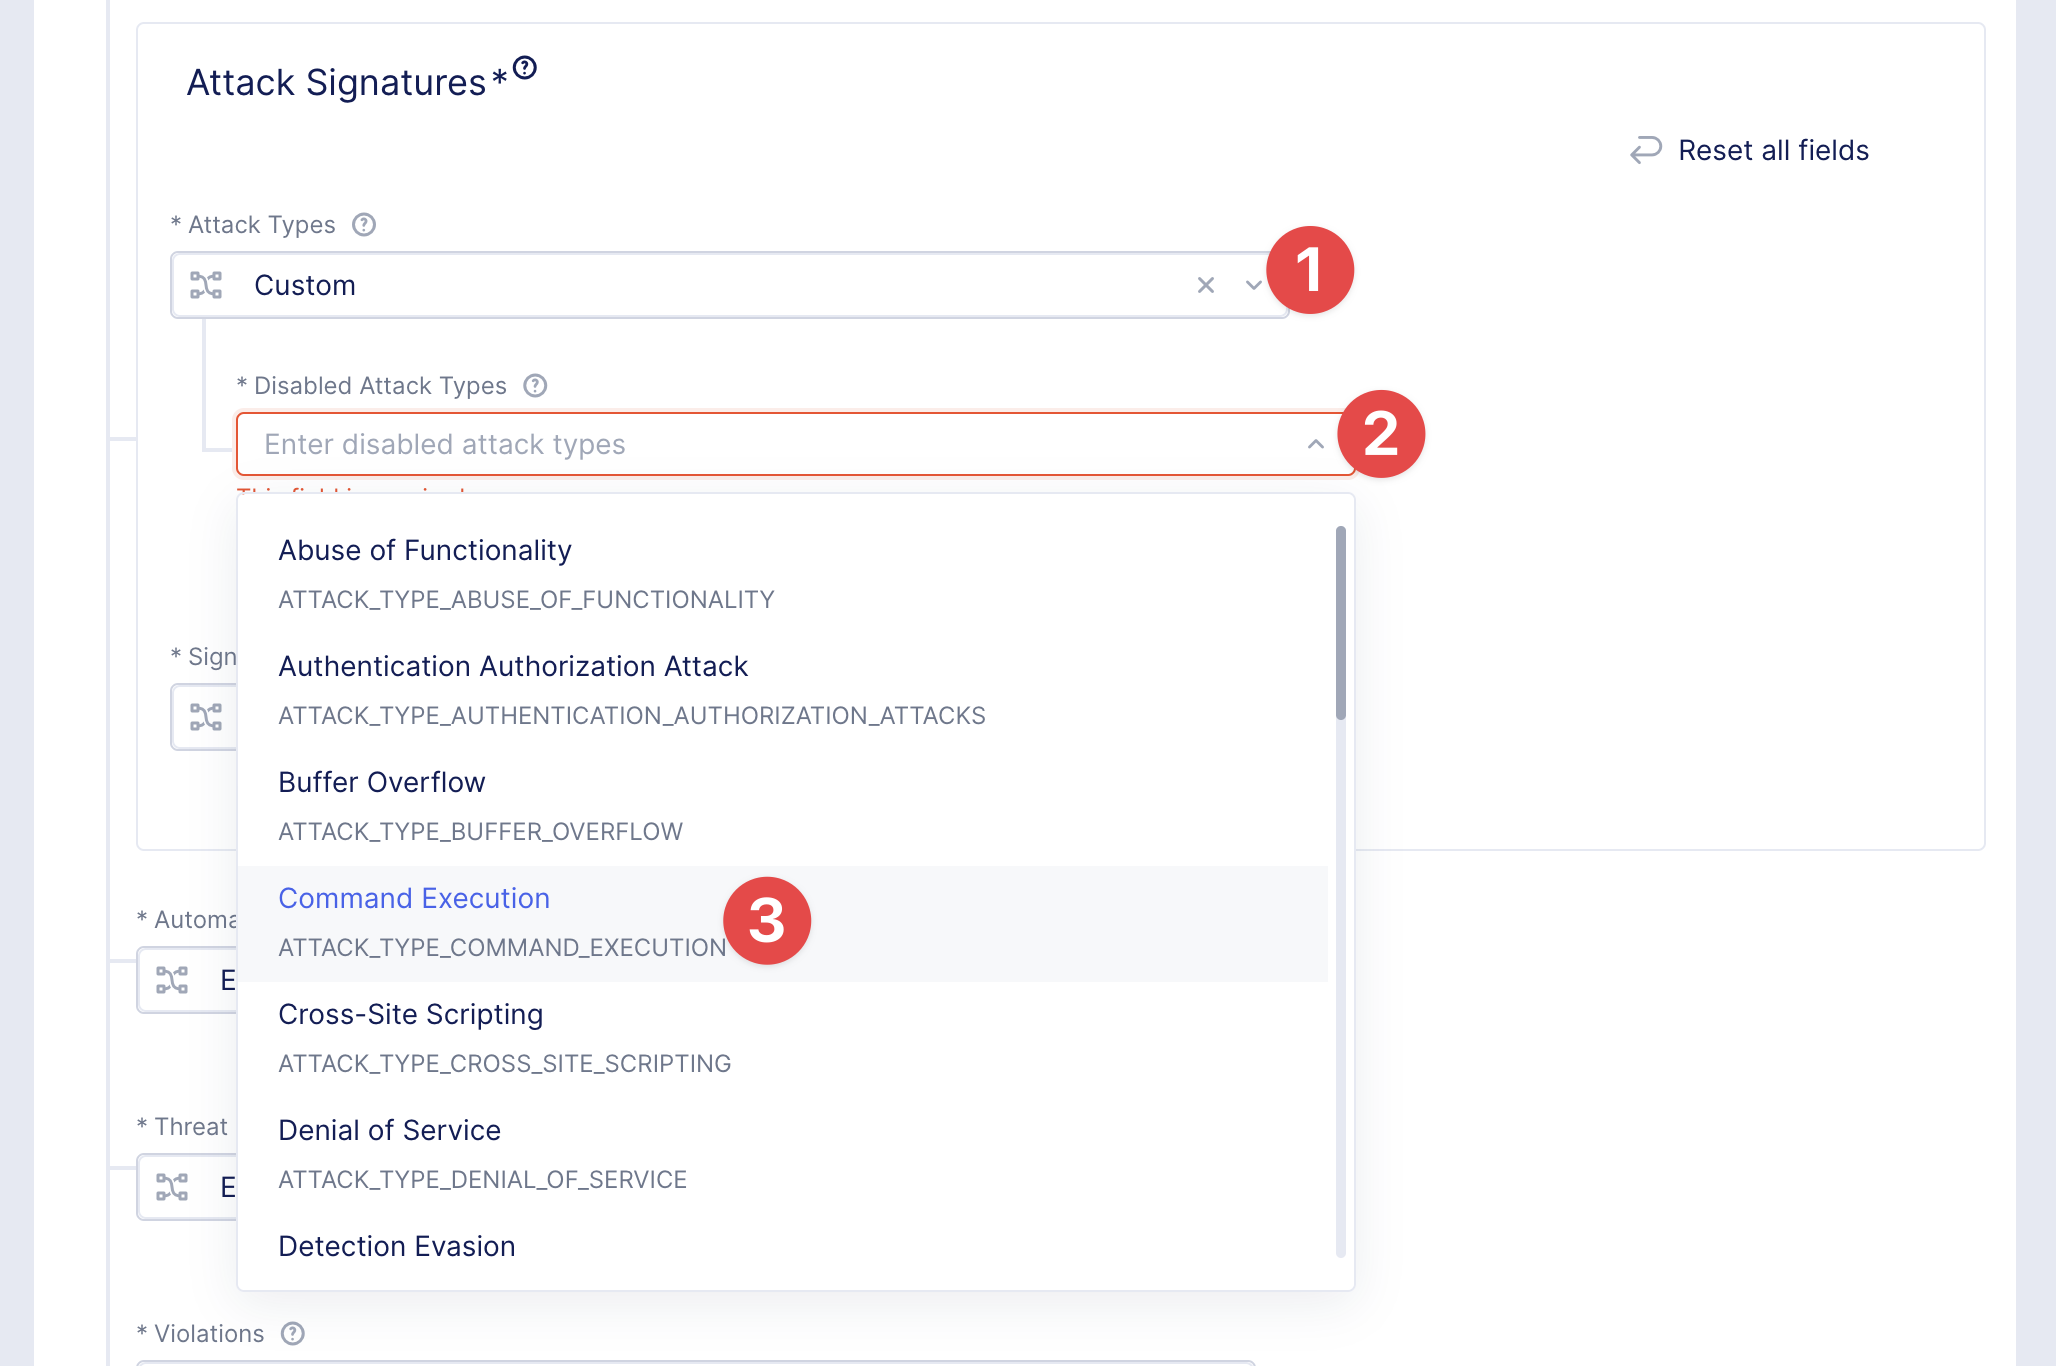 Attack Signatures*
Reset all fields
* Attack Types
Custom
1
* Disabled Attack Types
Enter disabled attack types
2
Abuse of Functionality
ATTACK_TYPE_ABUSE_OF_FUNCTIONALITY
* Sign
Authentication Authorization Attack
ATTACK_TYPE_AUTHENTICATION_AUTHORIZATION_ATTACKS
Buffer Overflow
ATTACK_TYPE_BUFFER_OVERFLOW
Command Execution
3
* Automa
ATTACK_TYPE_COMMAND_EXECUTION
E
Cross-Site Scripting
ATTACK_TYPE_CROSS_SITE_SCRIPTING
* Threat
Denial of Service
ATTACK_TYPE_DENIAL_OF_SERVICE
E
Detection Evasion
* Violations